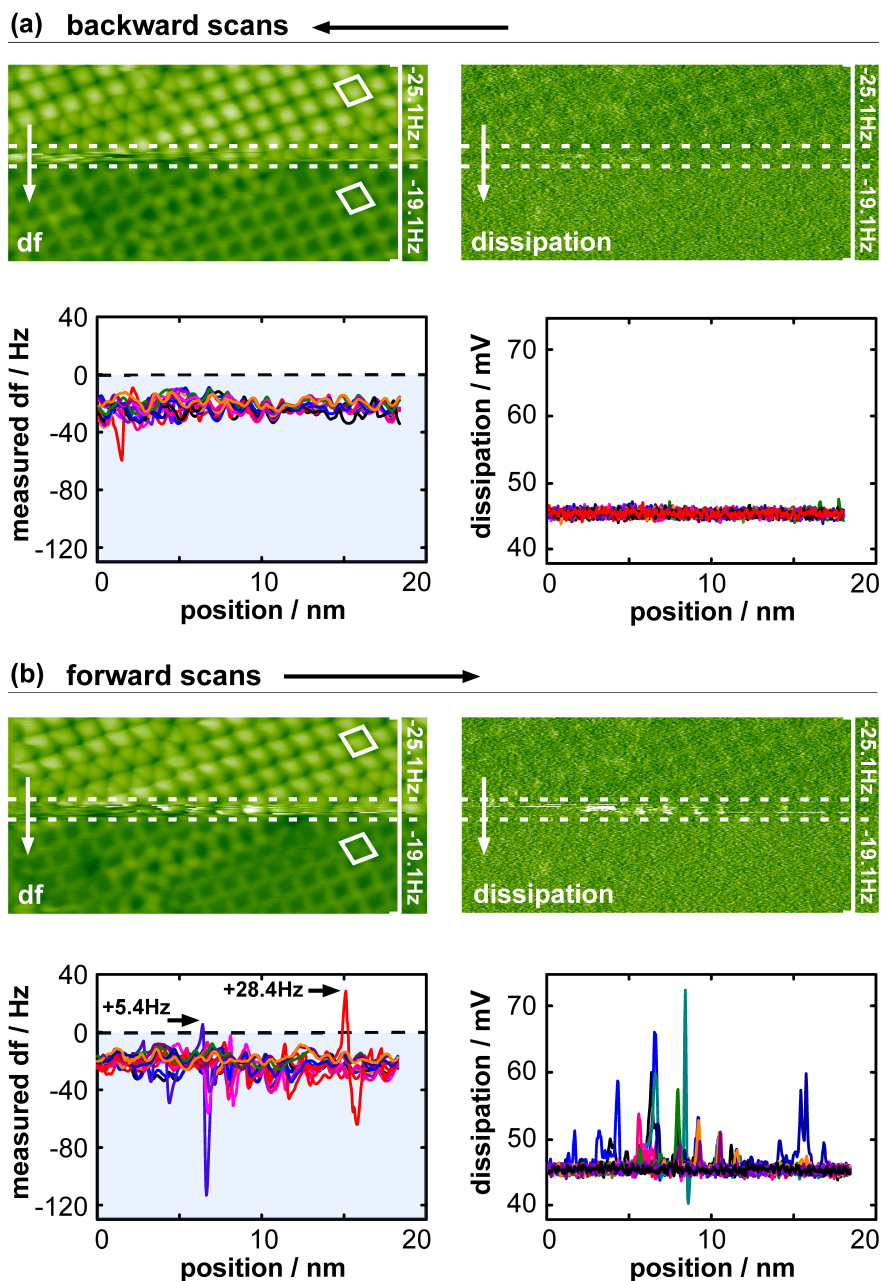 (a) backward scans
-25.1Hz -19.1Hz
df
-25.1Hz -19.1Hz
dissipation
measured df / Hz
40
0
-40
-80
-120
0 10 20
position / nm
dissipation / mV
70
60
50
40
0 10 20
position / nm
(b) forward scans
-25.1Hz -19.1Hz
df
-25.1Hz -19.1Hz
dissipation
measured df / Hz
40
0
-40
-80
-120
+28.4Hz
+5.4Hz
0 10 20
position / nm
dissipation / mV
70
60
50
40
0 10 20
position / nm